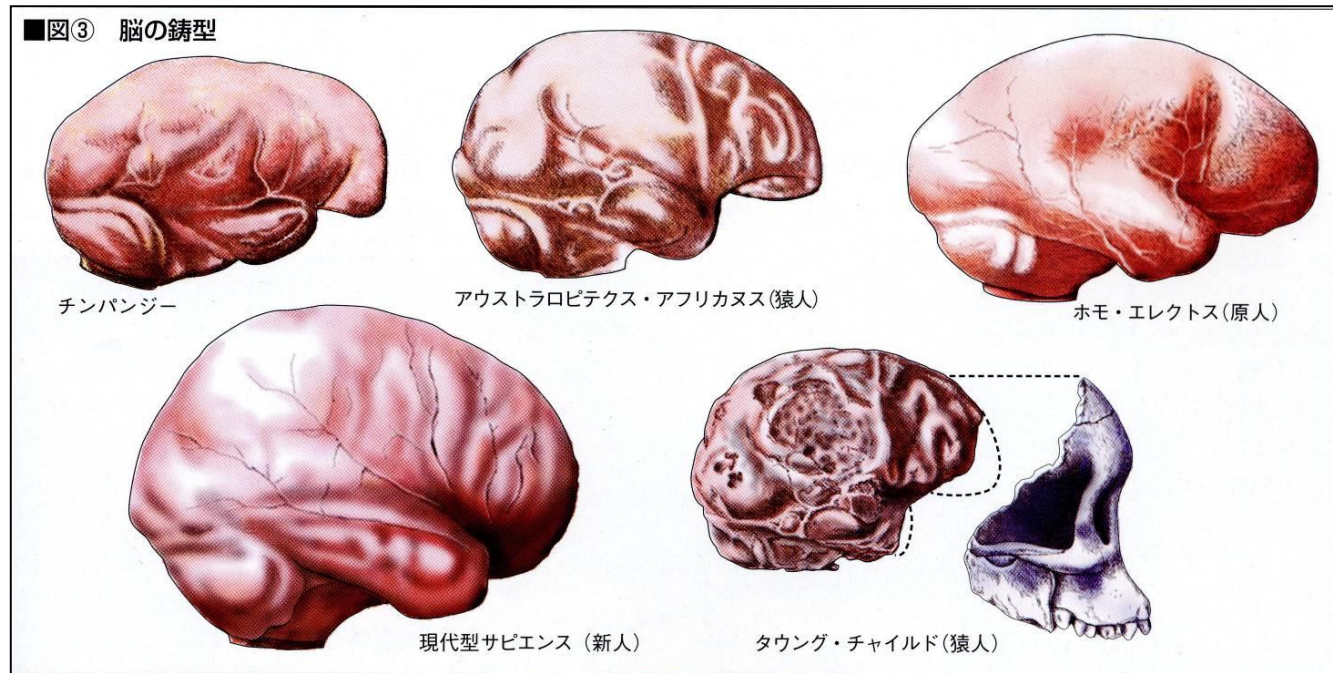 ■図③ 脳の鋳型
チンパンジー
アウストラロピテクス・アフリカヌス(猿人)
ホモ・エレクトス(原人)
現代型サピエンス(新人)
タウング・チャイルド(猿人)